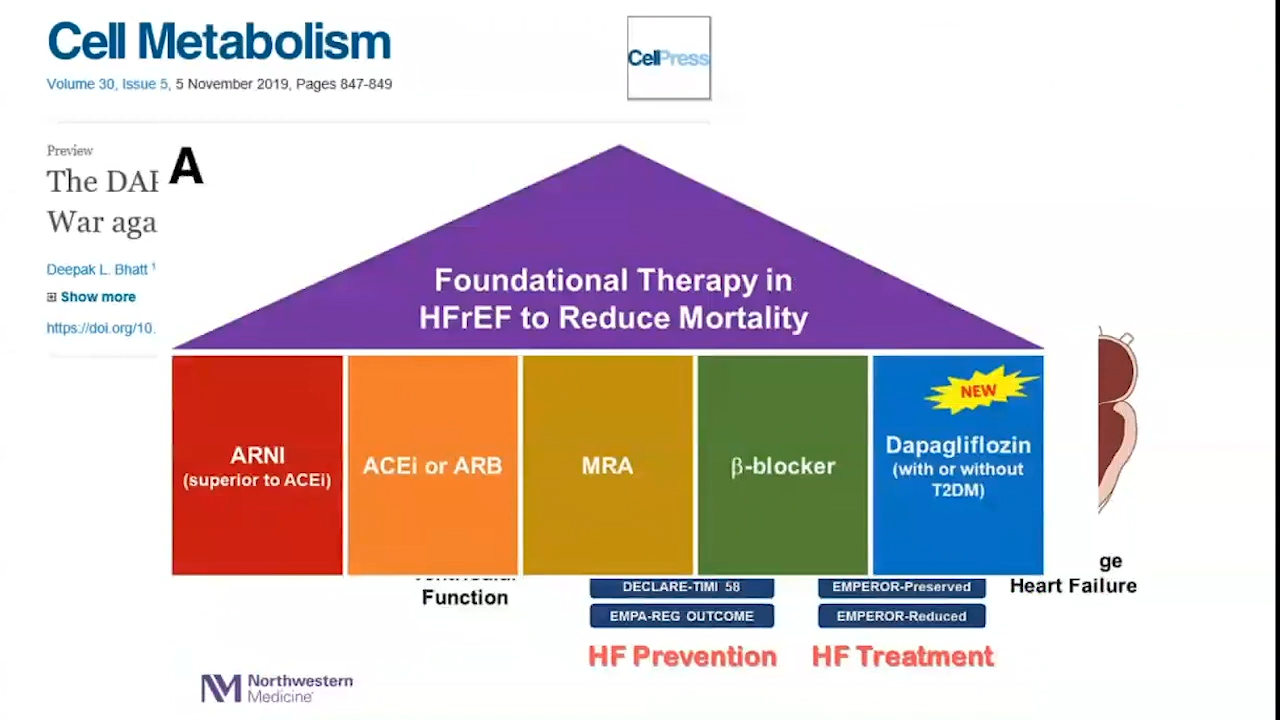 Cell Metabolism
CellPress
Volume 30, Issue 5, 5 November 2019, Pages 847-849
Preview
A
The DAP
War aga
Deepak L. Bhatt 1
Show more
https://doi.org/10.
Foundational Therapy in
HFrEF to Reduce Mortality
ARNI
(superior to ACEi)
ACEi or ARB
MRA
β-blocker
NEW
Dapagliflozin
(with or without
T2DM)
Function
DECLARE-TIMI 58
EMPA-REG OUTCOME
EMPEROR-Preserved
EMPEROR-Reduced
ge
Heart Failure
HF Prevention
HF Treatment
Northwestern
Medicine